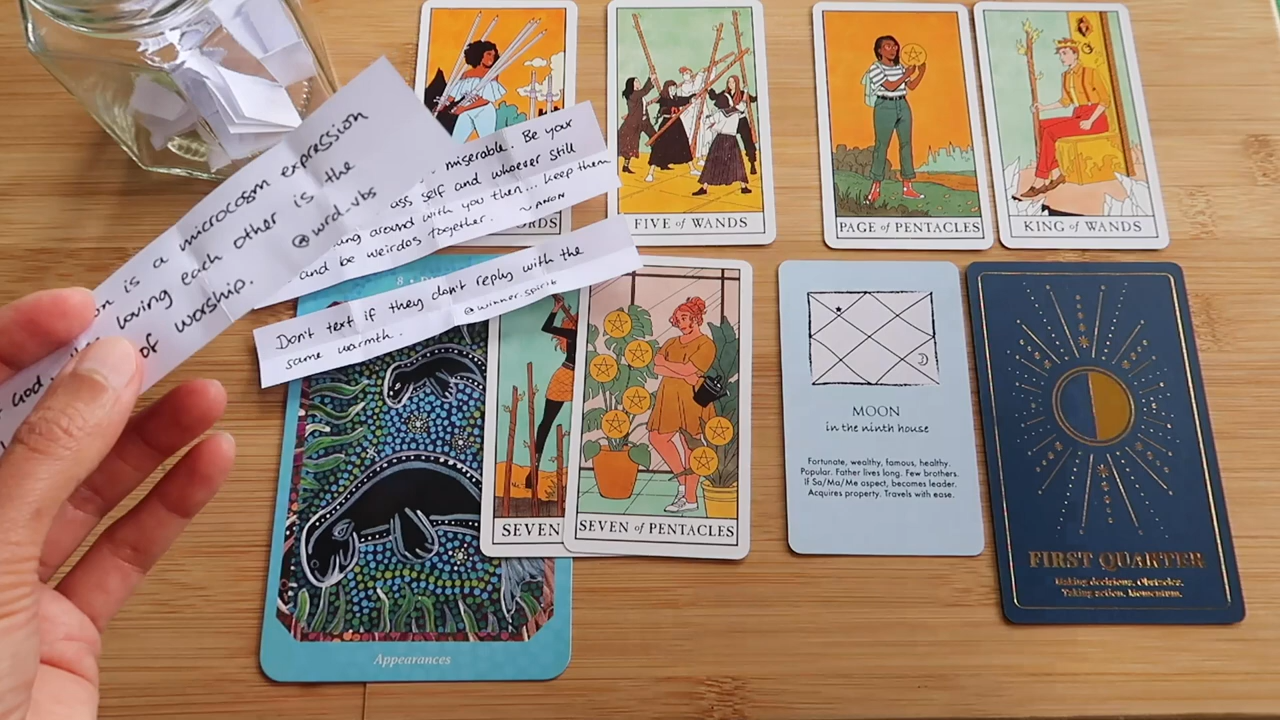 microcosm expression
is a
loving each other is the
of worship.
@wrd.vbs
God.
miserable. Be your
ass self and whoever still
around with you then... keep them
and be weirdos together. ~ ANON
Don't text if they don't reply with the
same warmth. @winner.spirit
FIVE of WANDS
PAGE of PENTACLES
KING of WANDS
8
SEVEN
SEVEN of PENTACLES
Appearances
MOON
in the ninth house
Fortunate, wealthy, famous, healthy.
Popular. Father lives long. Few brothers.
If Sa/Ma/Me aspect, becomes leader.
Acquires property. Travels with ease.
FIRST QUARTER
Making decisions. Obstacles.
Taking action. Momentum.